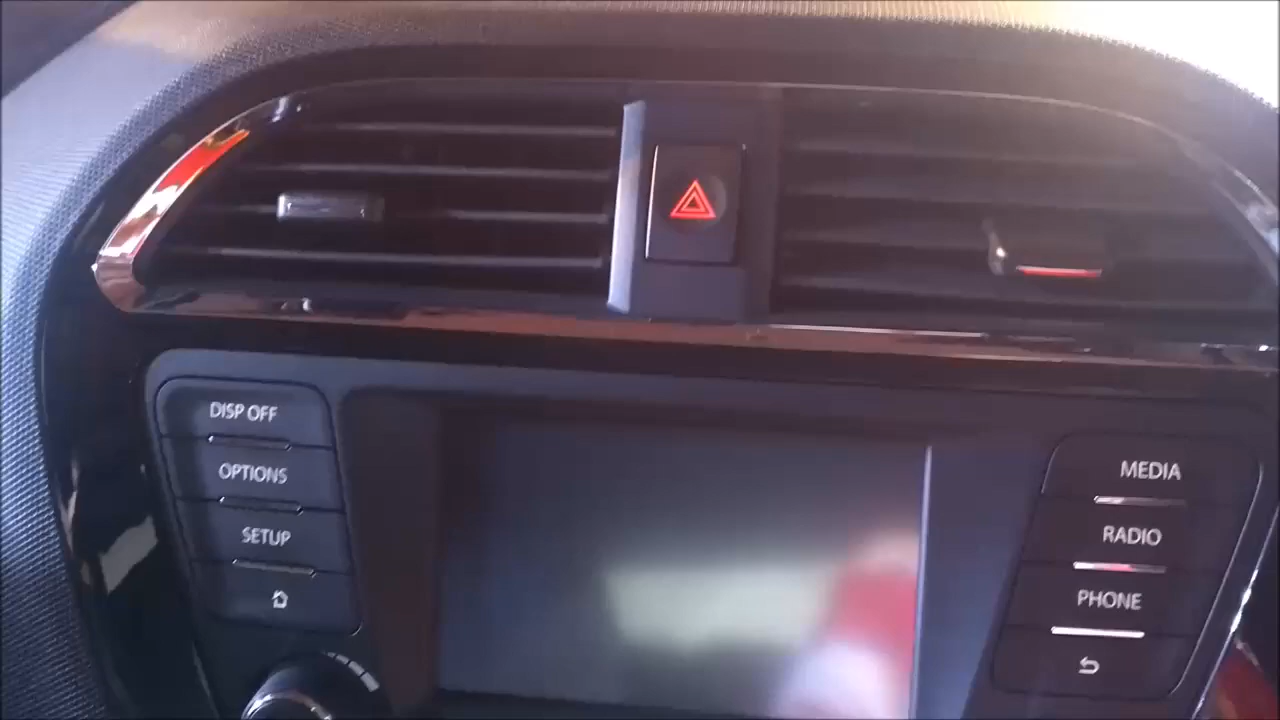 DISP OFF
OPTIONS
SETUP
MEDIA
RADIO
PHONE